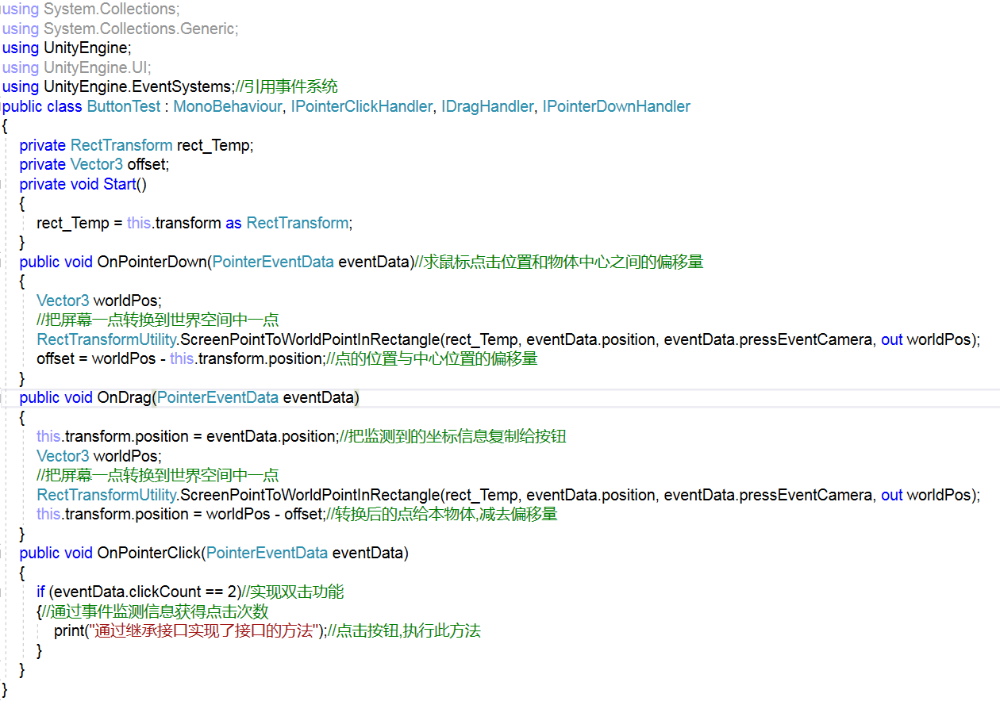 using System.Collections;
using System.Collections.Generic;
using UnityEngine;
using UnityEngine.UI;
using UnityEngine.EventSystems;//引用事件系统
public class ButtonTest : MonoBehaviour, IPointerClickHandler, IDragHandler, IPointerDownHandler
{
    private RectTransform rect_Temp;
    private Vector3 offset;
    private void Start()
    {
        rect_Temp = this.transform as RectTransform;
    }
    public void OnPointerDown(PointerEventData eventData)//求鼠标点击位置和物体中心之间的偏移量
    {
        Vector3 worldPos;
        //把屏幕一点转换到世界空间中一点
        RectTransformUtility.ScreenPointToWorldPointInRectangle(rect_Temp, eventData.position, eventData.pressEventCamera, out worldPos);
        offset = worldPos - this.transform.position;//点的位置与中心位置的偏移量
    }
    public void OnDrag(PointerEventData eventData)
    {
        this.transform.position = eventData.position;//把监测到的坐标信息复制给按钮
        Vector3 worldPos;
        //把屏幕一点转换到世界空间中一点
        RectTransformUtility.ScreenPointToWorldPointInRectangle(rect_Temp, eventData.position, eventData.pressEventCamera, out worldPos);
        this.transform.position = worldPos - offset;//转换后的点给本物体,减去偏移量
    }
    public void OnPointerClick(PointerEventData eventData)
    {
        if (eventData.clickCount == 2)//实现双击功能
        {//通过事件监测信息获得点击次数
            print("通过继承接口实现了接口的方法");//点击按钮,执行此方法
        }
    }
}